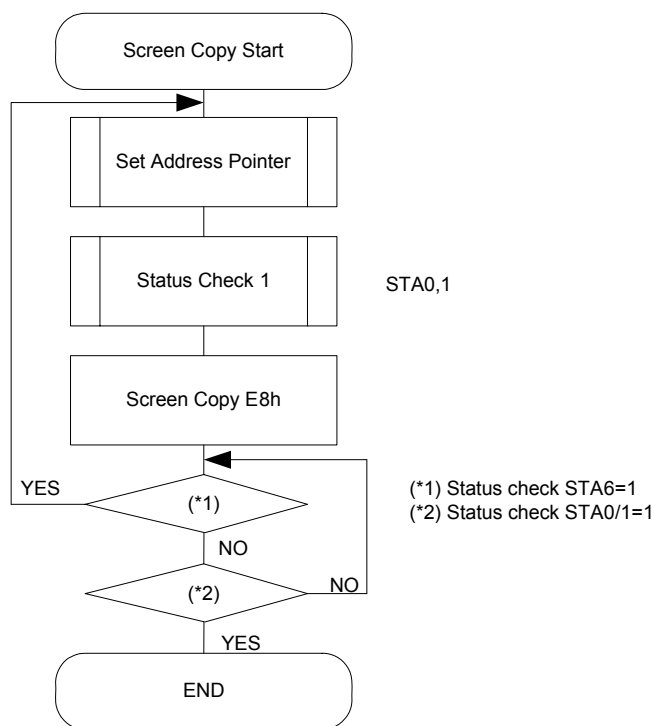 Screen Copy Start
Set Address Pointer
Status Check 1
STA0,1
Screen Copy E8h
YES
(*1)
(*1) Status check STA6=1
(*2) Status check STA0/1=1
NO
(*2)
NO
YES
END